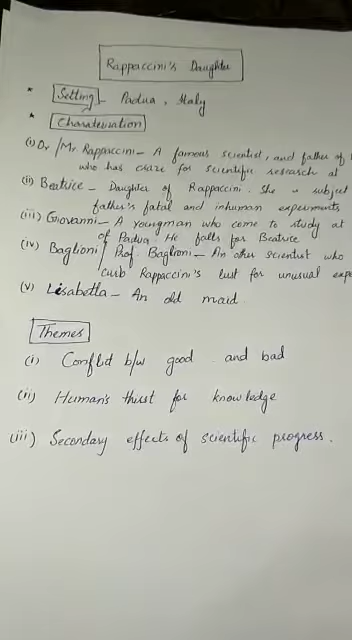 Rappaccini's Daughter
* Setting - Padua, Italy
* Charaterization
(i) Dr/Mr. Rappaccini - A famous scientist, and father of
who has craze for scientific research at
(ii) Beatrice - Daughter of Rappaccini. She is subject
father's fatal and inhuman experiments
(iii) Giovanni - A youngman who come to study at
of Padua. He falls for Beatrice
(iv) Baglioni/Prof. Baglioni - An other scientist who
curb Rappaccini's lust for unusual expe
(v) Lisabetta - An old maid
Themes
(i) Conflict b/w good and bad
(ii) Human's thirst for knowledge
(iii) Secondary effects of scientific progress.